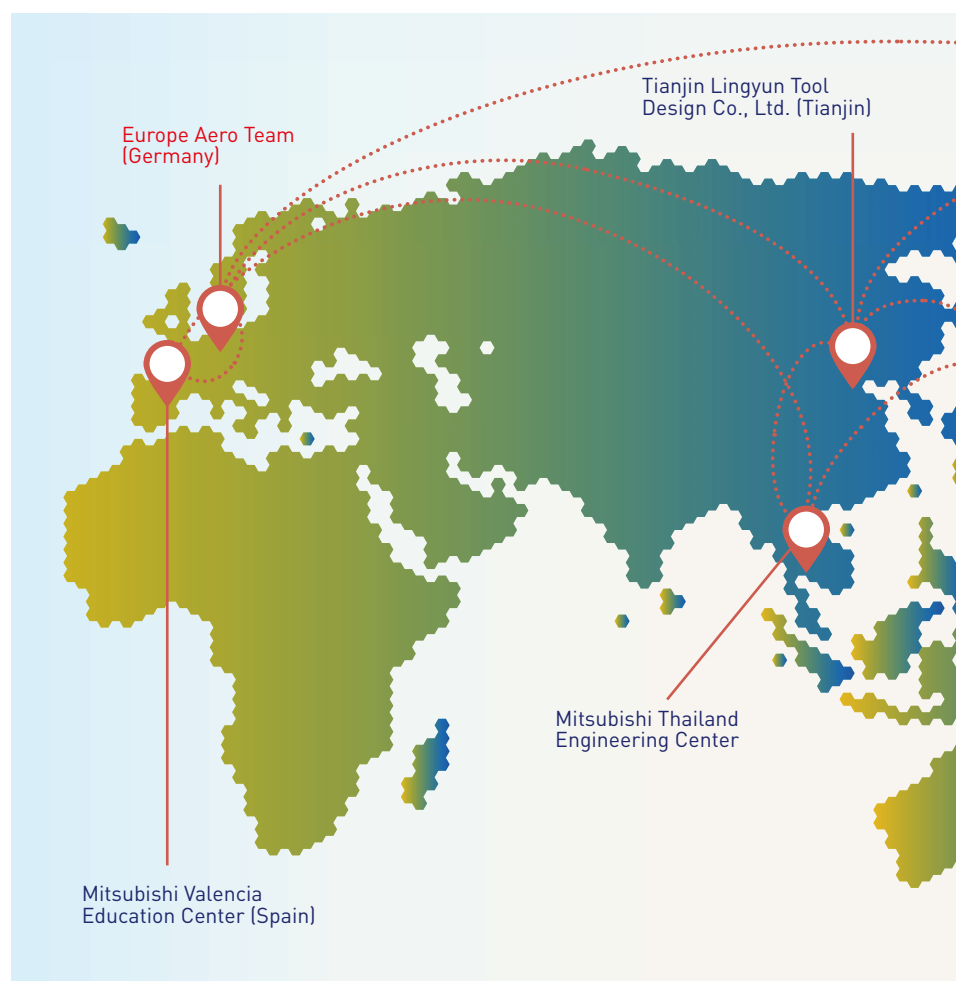 Tianjin Lingyun Tool
Design Co., Ltd. (Tianjin)
Europe Aero Team
(Germany)
Mitsubishi Thailand
Engineering Center
Mitsubishi Valencia
Education Center (Spain)